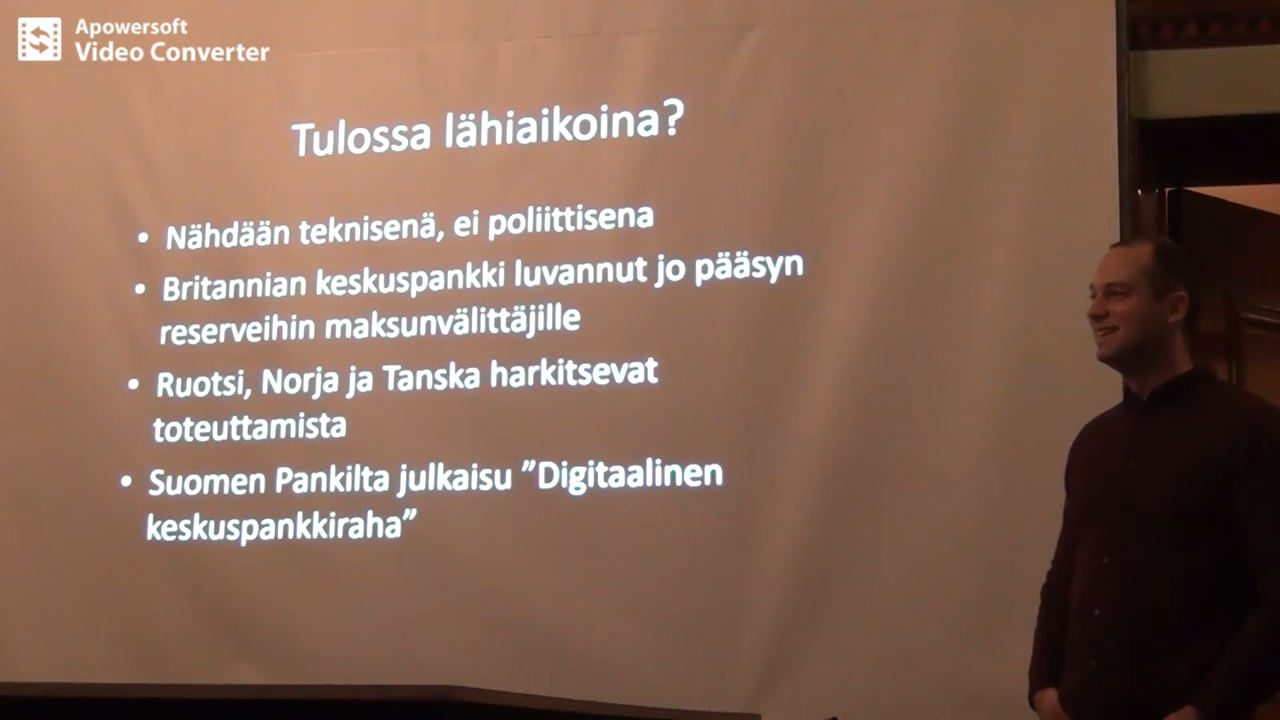 Apowersoft
Video Converter
Tulossa lähiaikoina?
• Nähdään teknisenä, ei poliittisena
• Britannian keskuspankki luvannut jo pääsyn
reserveihin maksunvälittäjille
• Ruotsi, Norja ja Tanska harkitsevat
toteuttamista
• Suomen Pankilta julkaisu ”Digitaalinen
keskuspankkiraha”